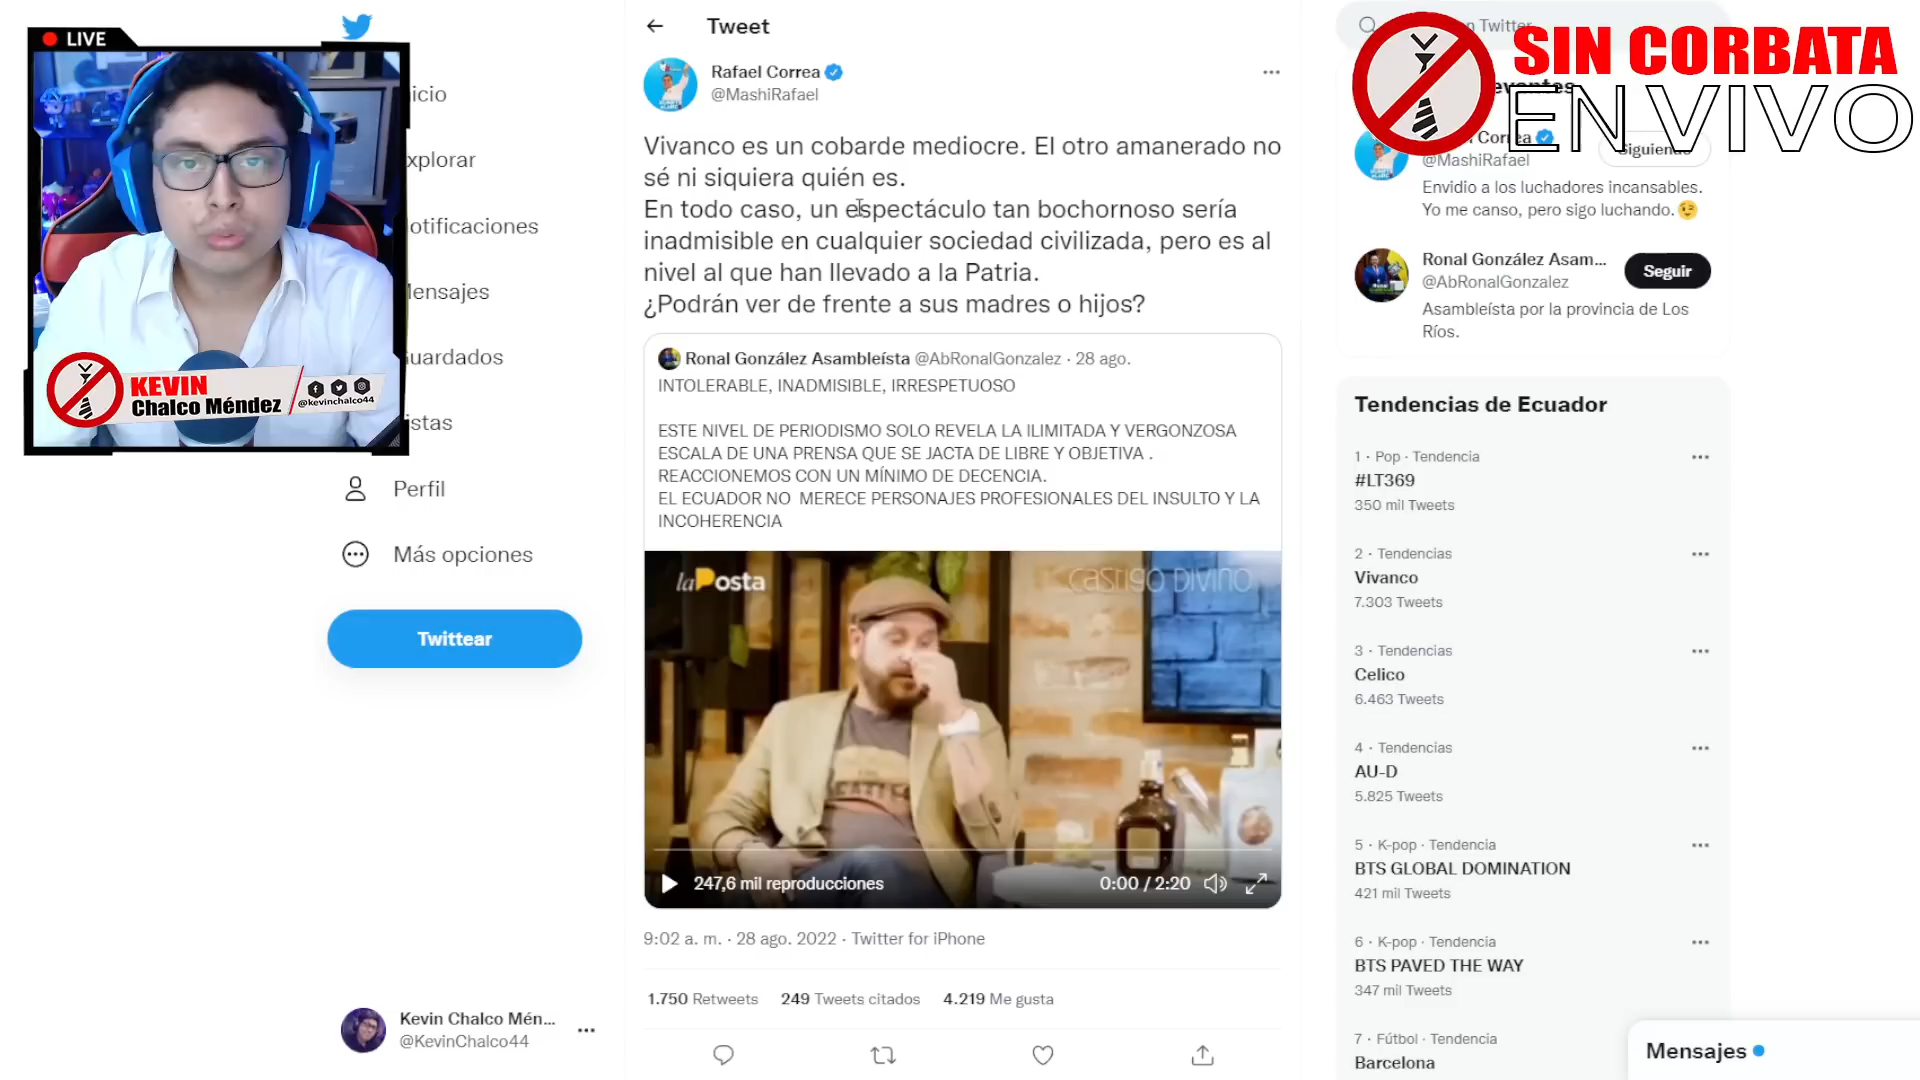 LIVE
KEVIN
Chalco Méndez
@kevinchalco44
SIN CORBATA
EN VIVO
icio
xplorar
otificaciones
ensajes
uardados
istas
Perfil
Más opciones
Twittear
Kevin Chalco Mén...
@KevinChalco44
Tweet
Rafael Correa
@MashiRafael
Vivanco es un cobarde mediocre. El otro amanerado no
sé ni siquiera quién es.
En todo caso, un espectáculo tan bochornoso sería
inadmisible en cualquier sociedad civilizada, pero es al
nivel al que han llevado a la Patria.
¿Podrán ver de frente a sus madres o hijos?
Ronal González Asambleísta @AbRonalGonzalez · 28 ago.
INTOLERABLE, INADMISIBLE, IRRESPETUOSO
ESTE NIVEL DE PERIODISMO SOLO REVELA LA ILIMITADA Y VERGONZOSA
ESCALA DE UNA PRENSA QUE SE JACTA DE LIBRE Y OBJETIVA .
REACCIONEMOS CON UN MÍNIMO DE DECENCIA.
EL ECUADOR NO MERECE PERSONAJES PROFESIONALES DEL INSULTO Y LA
INCOHERENCIA
laPosta
CASTIGO DIVINO
247,6 mil reproducciones
0:00 / 2:20
9:02 a. m. · 28 ago. 2022 · Twitter for iPhone
1.750 Retweets 249 Tweets citados 4.219 Me gusta
n Twitter
evantes
Correa
@MashiRafael
Siguiendo
Envidio a los luchadores incansables.
Yo me canso, pero sigo luchando.😉
Ronal González Asam...
@AbRonalGonzalez
Seguir
Asambleísta por la provincia de Los
Ríos.
Tendencias de Ecuador
1 · Pop · Tendencia
#LT369
350 mil Tweets
2 · Tendencias
Vivanco
7.303 Tweets
3 · Tendencias
Celico
6.463 Tweets
4 · Tendencias
AU-D
5.825 Tweets
5 · K-pop · Tendencia
BTS GLOBAL DOMINATION
421 mil Tweets
6 · K-pop · Tendencia
BTS PAVED THE WAY
347 mil Tweets
7 · Fútbol · Tendencia
Barcelona
Mensajes